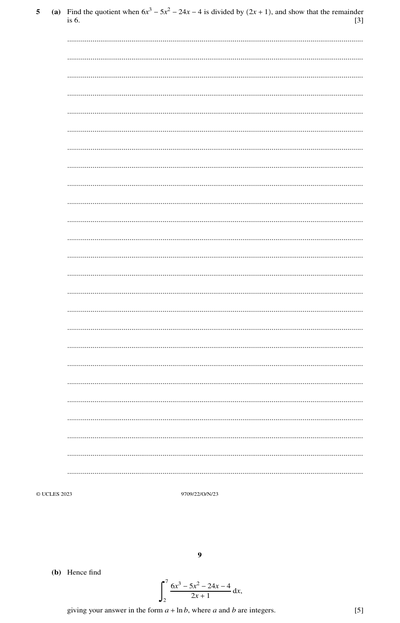 5 (a) Find the quotient when 6x³ − 5x² − 24x − 4 is divided by (2x + 1), and show that the remainder
is 6. [3]
© UCLES 2023 9709/22/O/N/23
9
(b) Hence find
∫₂⁷ (6x³ − 5x² − 24x − 4)/(2x + 1) dx,
giving your answer in the form a + ln b, where a and b are integers. [5]